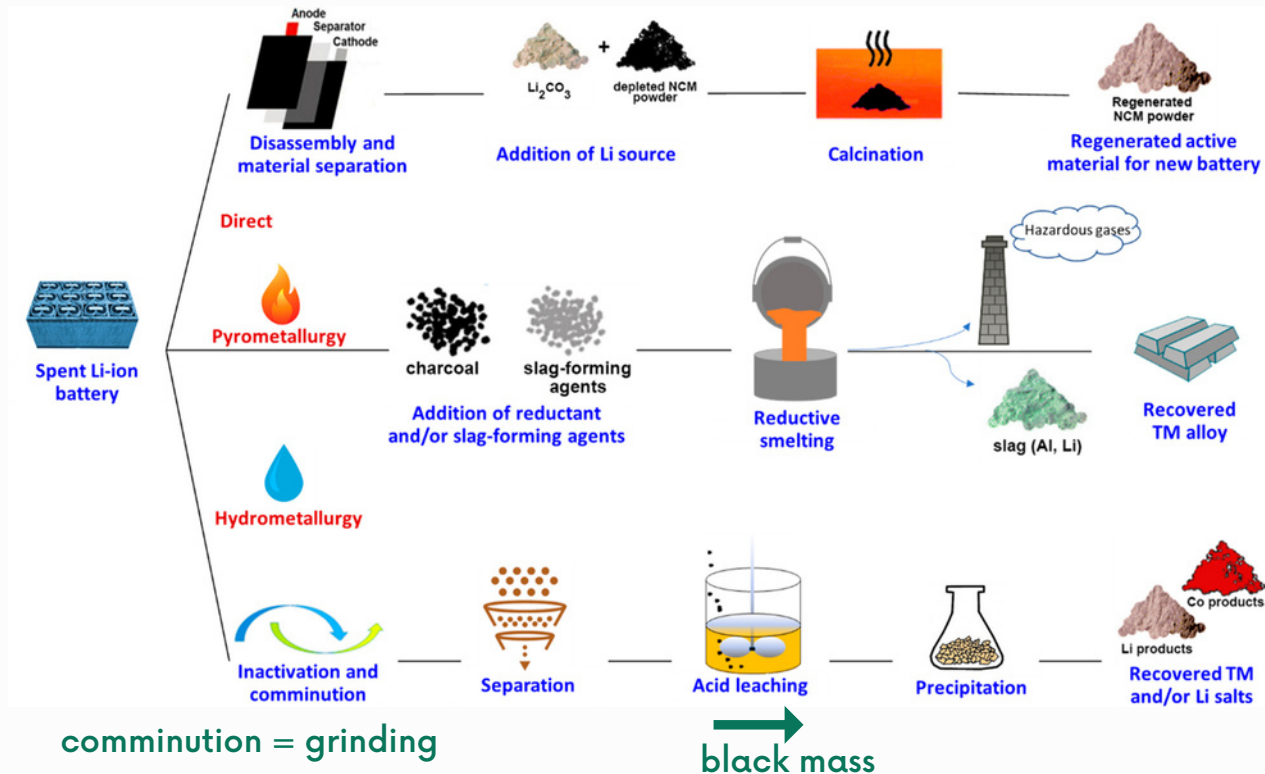 Anode
Separator
Cathode
Li₂CO₃
+
depleted NCM
powder
Regenerated
NCM powder
Disassembly and
material separation
Addition of Li source
Calcination
Regenerated active
material for new battery
Direct
Hazardous gases
Pyrometallurgy
Spent Li-ion
battery
charcoal
slag-forming
agents
Addition of reductant
and/or slag-forming agents
Reductive
smelting
slag (Al, Li)
Recovered
TM alloy
Hydrometallurgy
Inactivation and
comminution
Separation
Acid leaching
Precipitation
Co products
Li products
Recovered TM
and/or Li salts
comminution = grinding
black mass